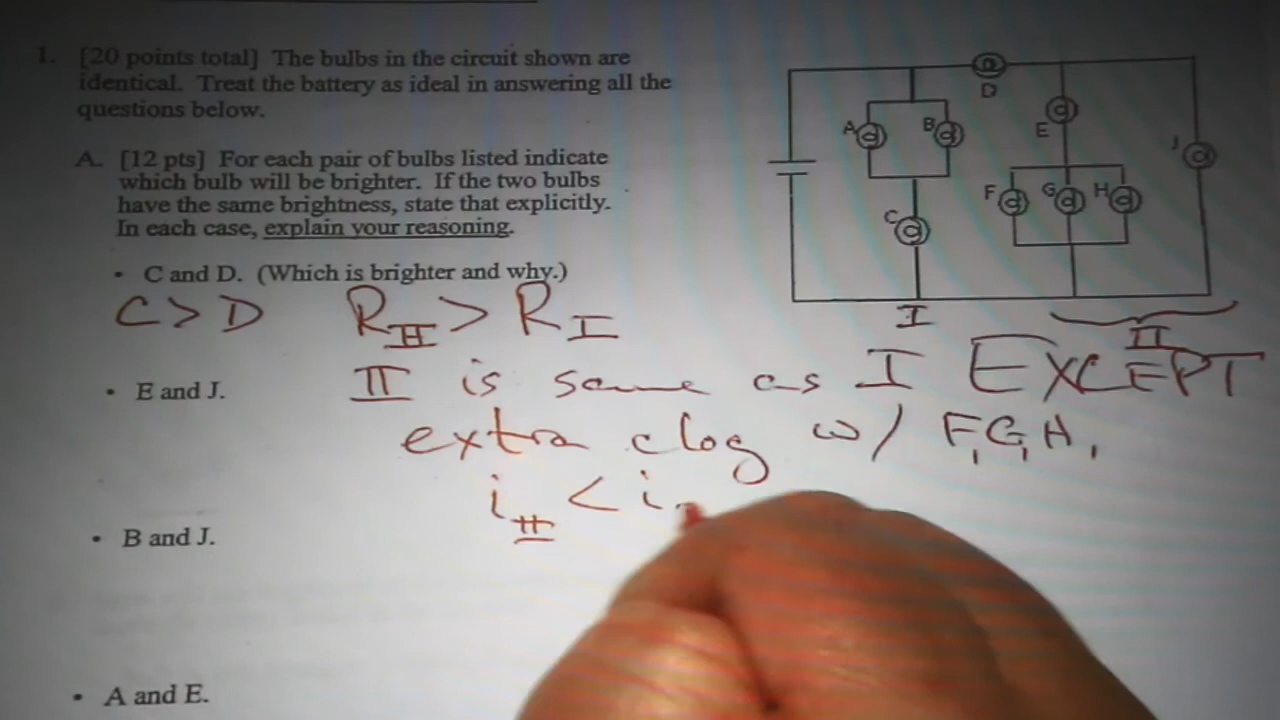 1. [20 points total] The bulbs in the circuit shown are
identical. Treat the battery as ideal in answering all the
questions below.
A. [12 pts] For each pair of bulbs listed indicate
which bulb will be brighter. If the two bulbs
have the same brightness, state that explicitly.
In each case, explain your reasoning.
• C and D. (Which is brighter and why.)
C > D R_II > R_I
• E and J.
II is same as I EXCEPT
extra clog w/ F, G, H,
i_II < i
• B and J.
• A and E.
D
A
B
E
J
F
G
H
C
I
II